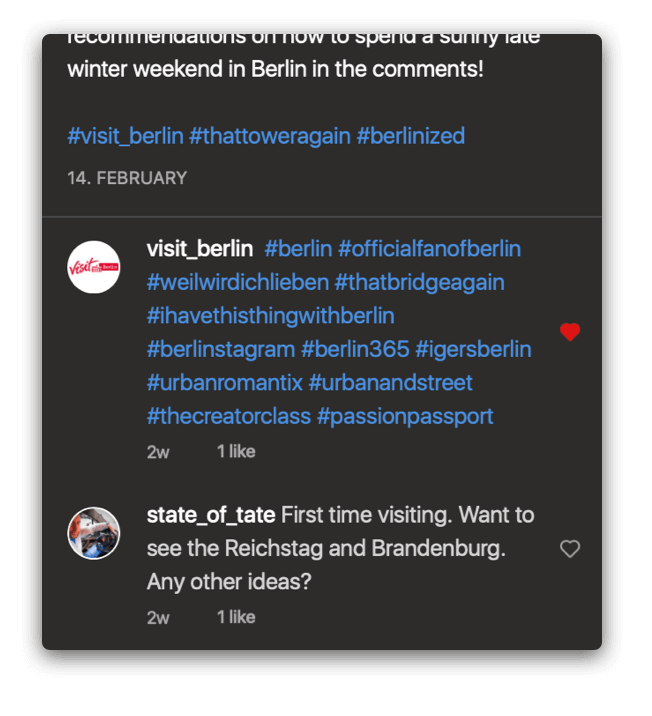 recommendations on how to spend a sunny late
winter weekend in Berlin in the comments!
#visit_berlin #thattoweragain #berlinized
14. FEBRUARY
visit_berlin #berlin #officialfanofberlin
#weilwirdichlieben #thatbridgeagain
#ihavethisthingwithberlin
#berlinstagram #berlin365 #igersberlin
#urbanromantix #urbanandstreet
#thecreatorclass #passionpassport
2w 1 like
state_of_tate First time visiting. Want to
see the Reichstag and Brandenburg.
Any other ideas?
2w 1 like
visit Berlin